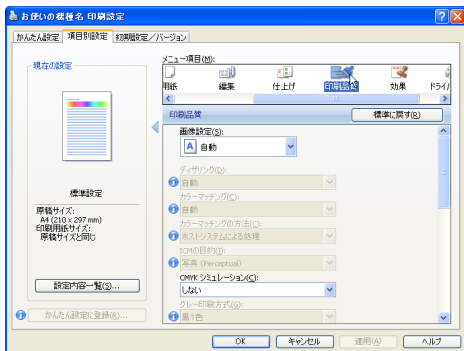 お使いの機種名 印刷設定
かんたん設定
項目別設定
初期設定／バージョン
現在の設定
標準設定
原稿サイズ:
A4 (210 x 297 mm)
印刷用紙サイズ:
原稿サイズと同じ
設定内容一覧(S)...
かんたん設定に登録(R)...
メニュー項目(M):
用紙
編集
仕上げ
印刷品質
効果
ドライバ
印刷品質
標準に戻す(R)
画像設定(S):
A 自動
ディザリング(D):
自動
カラーマッチング(C):
自動
カラーマッチングの方法(C):
ホストシステムによる処理
ICMの目的(I):
写真 (Perceptual)
CMYK シミュレーション(C):
しない
グレー印刷方式(G):
黒1色
OK
キャンセル
適用(A)
ヘルプ